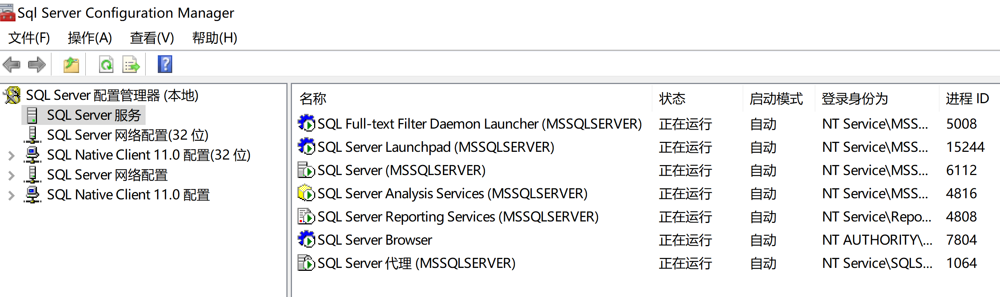 Sql Server Configuration Manager
文件(F) 操作(A) 查看(V) 帮助(H)
SQL Server 配置管理器 (本地)
SQL Server 服务
SQL Server 网络配置(32 位)
SQL Native Client 11.0 配置(32 位)
SQL Server 网络配置
SQL Native Client 11.0 配置
名称 状态 启动模式 登录身份为 进程 ID
SQL Full-text Filter Daemon Launcher (MSSQLSERVER) 正在运行 自动 NT Service\MSS... 5008
SQL Server Launchpad (MSSQLSERVER) 正在运行 自动 NT Service\MSS... 15244
SQL Server (MSSQLSERVER) 正在运行 自动 NT Service\MSS... 6112
SQL Server Analysis Services (MSSQLSERVER) 正在运行 自动 NT Service\MSS... 4816
SQL Server Reporting Services (MSSQLSERVER) 正在运行 自动 NT Service\Repo... 4808
SQL Server Browser 正在运行 自动 NT AUTHORITY\... 7804
SQL Server 代理 (MSSQLSERVER) 正在运行 自动 NT Service\SQLS... 1064